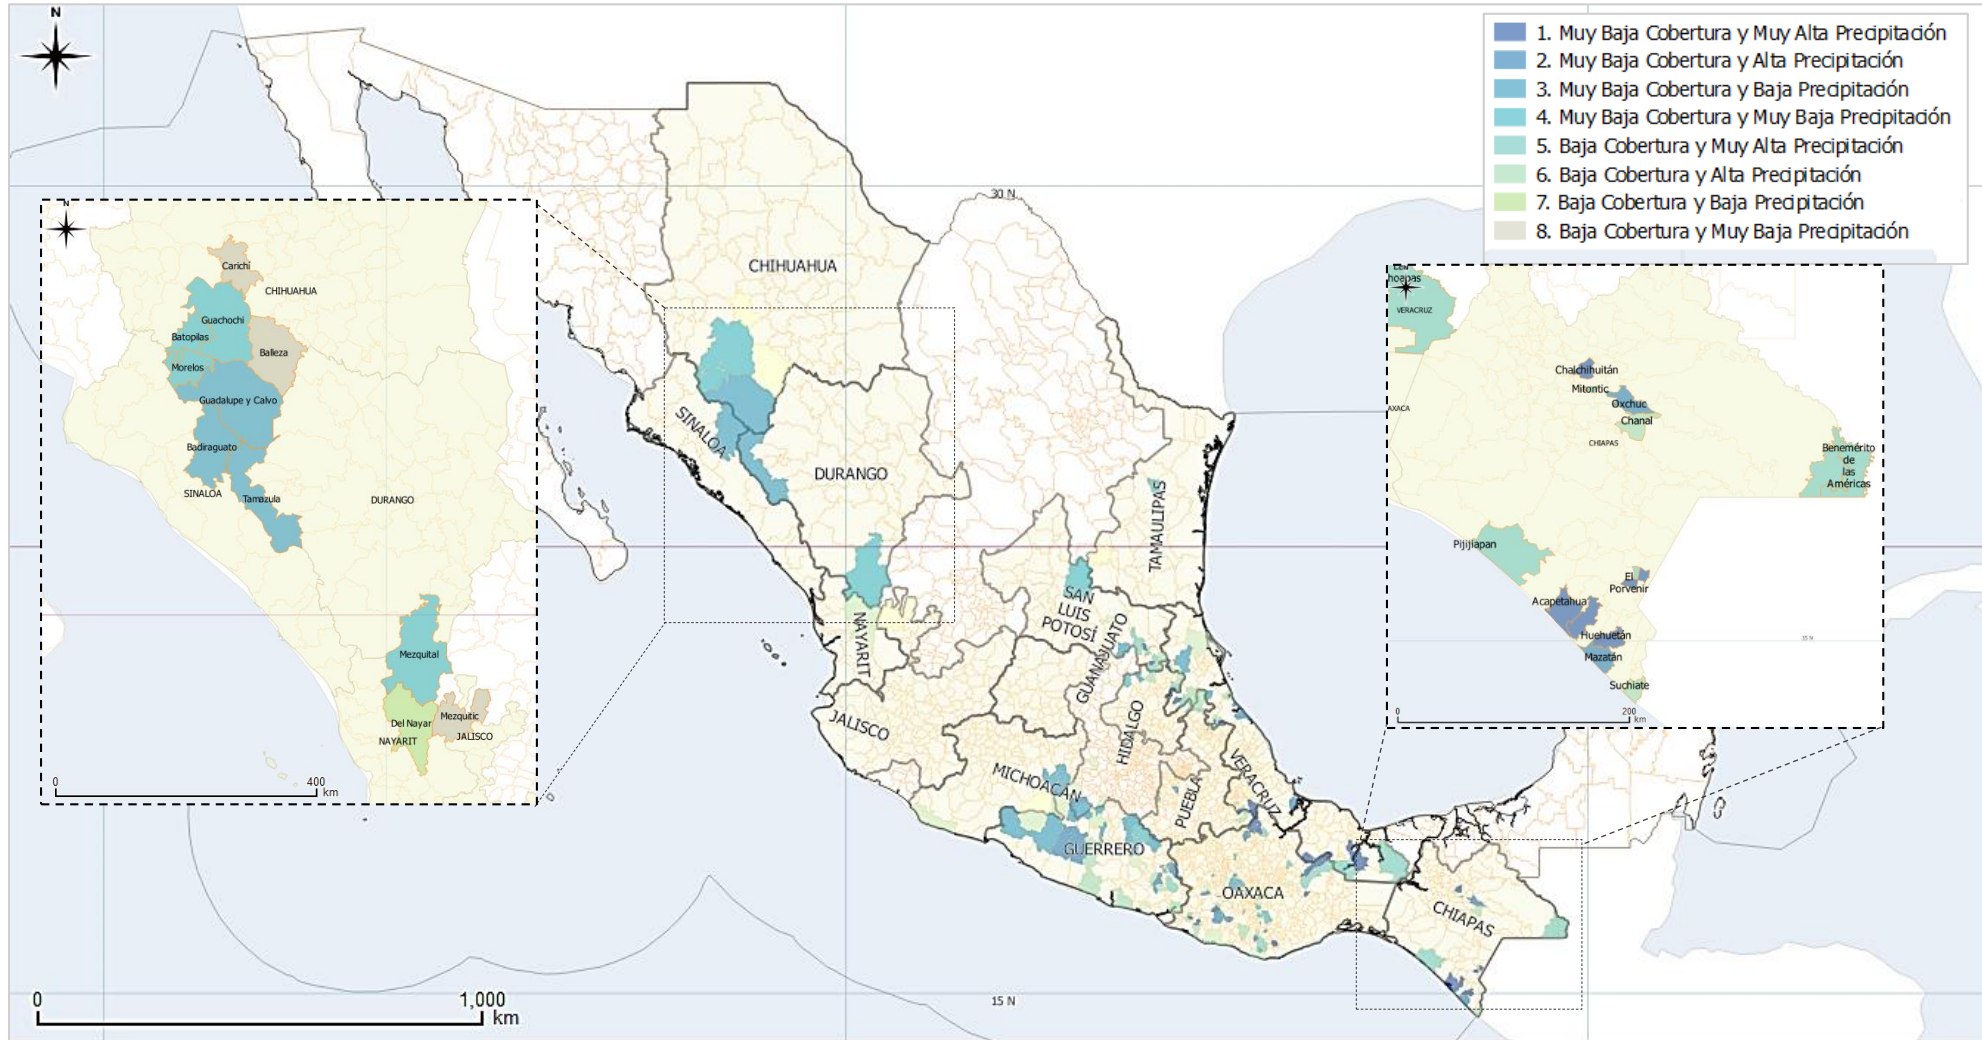 N
1. Muy Baja Cobertura y Muy Alta Precipitación
2. Muy Baja Cobertura y Alta Precipitación
3. Muy Baja Cobertura y Baja Precipitación
4. Muy Baja Cobertura y Muy Baja Precipitación
5. Baja Cobertura y Muy Alta Precipitación
6. Baja Cobertura y Alta Precipitación
7. Baja Cobertura y Baja Precipitación
8. Baja Cobertura y Muy Baja Precipitación
30 N
CHIHUAHUA
SINALOA
DURANGO
TAMAULIPAS
SAN
LUIS
POTOSÍ
NAYARIT
GUANAJUATO
JALISCO
HIDALGO
MICHOACÁN
PUEBLA
VERACRUZ
GUERRERO
OAXACA
CHIAPAS
15 N
0 1,000
km
N
Carichí
CHIHUAHUA
Guachochi
Batopilas
Balleza
Morelos
Guadalupe y Calvo
Badiraguato
SINALOA
Tamazula
DURANGO
Mezquital
Del Nayar
Mezquitic
NAYARIT
JALISCO
0 400
km
hoapas
VERACRUZ
Chalchihuitán
Mitontic
Oxchuc
AXACA
Chanal
CHIAPAS
Benemérito
de
las
Américas
Pijijiapan
El
Porvenir
Acapetahua
Huehuetán
15 N
Mazatán
Suchiate
0 200
km